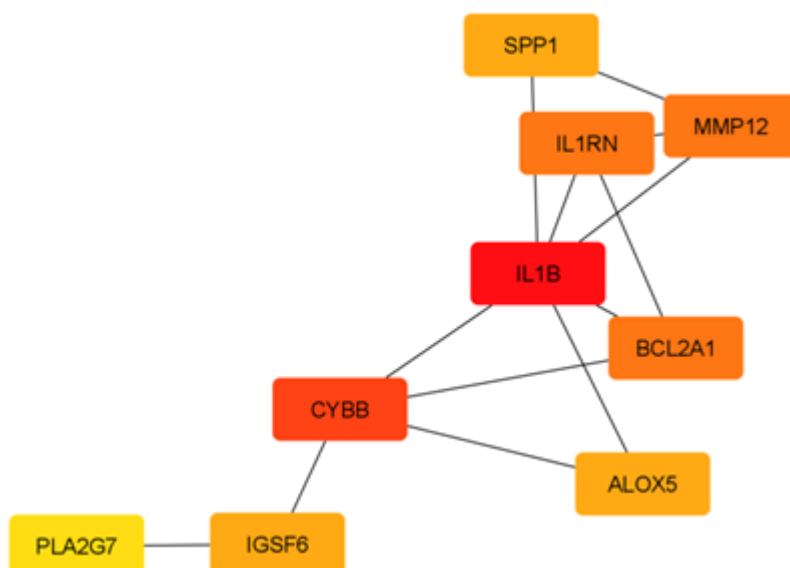 SPP1
MMP12
IL1RN
IL1B
BCL2A1
CYBB
ALOX5
PLA2G7
IGSF6